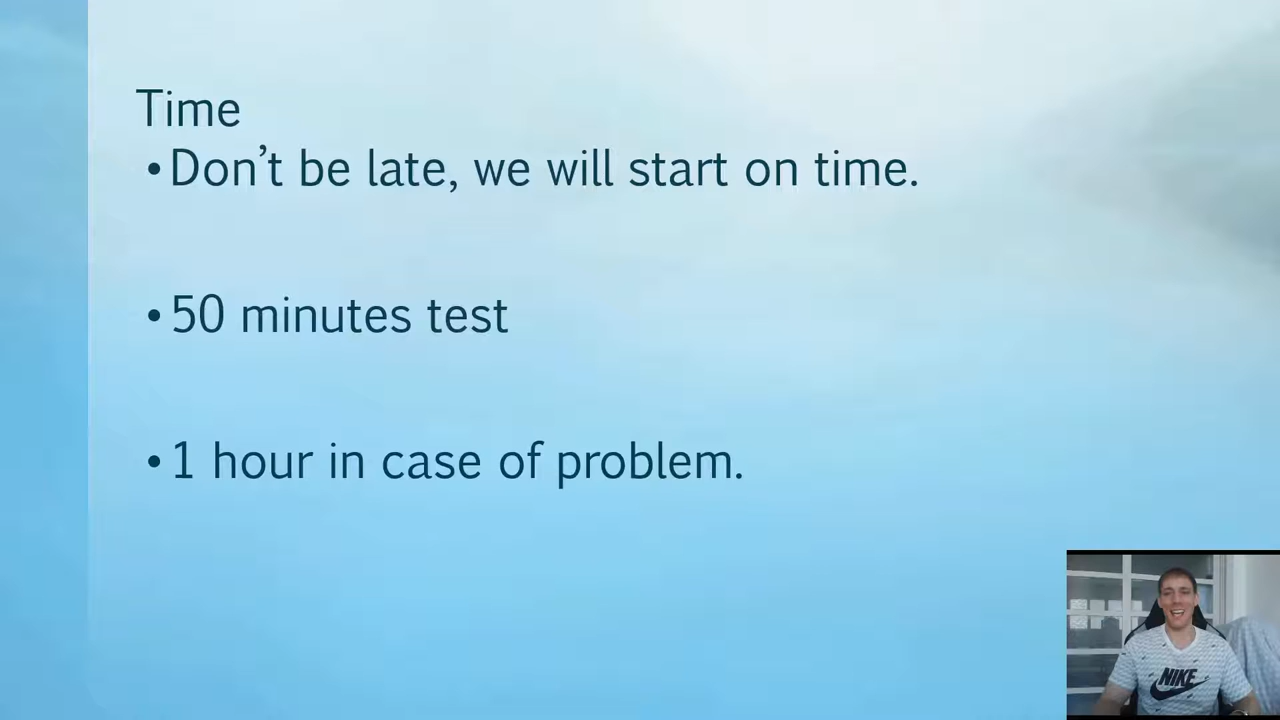 Time
•Don’t be late, we will start on time.
•50 minutes test
•1 hour in case of problem.
NIKE